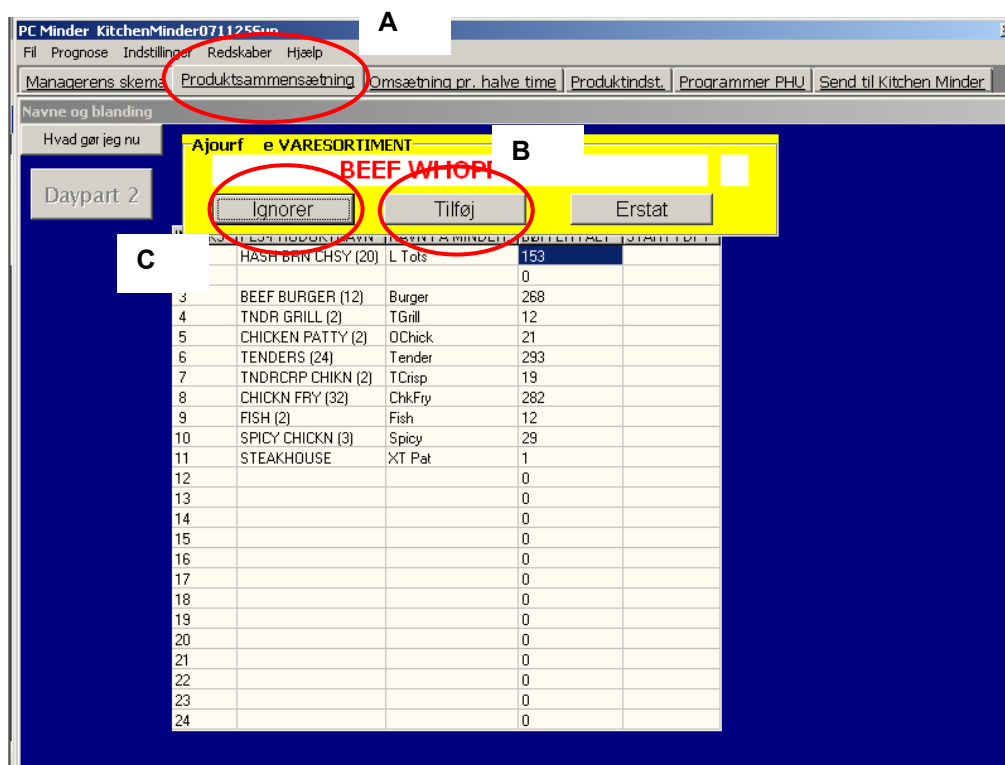 A
PC Minder KitchenMinder071125Sup
Fil Prognose Indstillinger Redskaber Hjælp
Managerens skema Produktsammensætning Omsætning pr. halve time Produktindst. Programmer PHU Send til Kitchen Minder
Navne og blanding
Hvad gør jeg nu
Ajourf e VARESORTIMENT
B
BEEF WHOPP
Daypart 2
Ignorer Tilføj Erstat
C
HASH BRN CHSY (20) L Tots 153
0
3 BEEF BURGER (12) Burger 268
4 TNDR GRILL (2) TGrill 12
5 CHICKEN PATTY (2) OChick 21
6 TENDERS (24) Tender 293
7 TNDRCRP CHIKN (2) TCrisp 19
8 CHICKN FRY (32) ChkFry 282
9 FISH (2) Fish 12
10 SPICY CHICKN (3) Spicy 29
11 STEAKHOUSE XT Pat 1
12 0
13 0
14 0
15 0
16 0
17 0
18 0
19 0
20 0
21 0
22 0
23 0
24 0